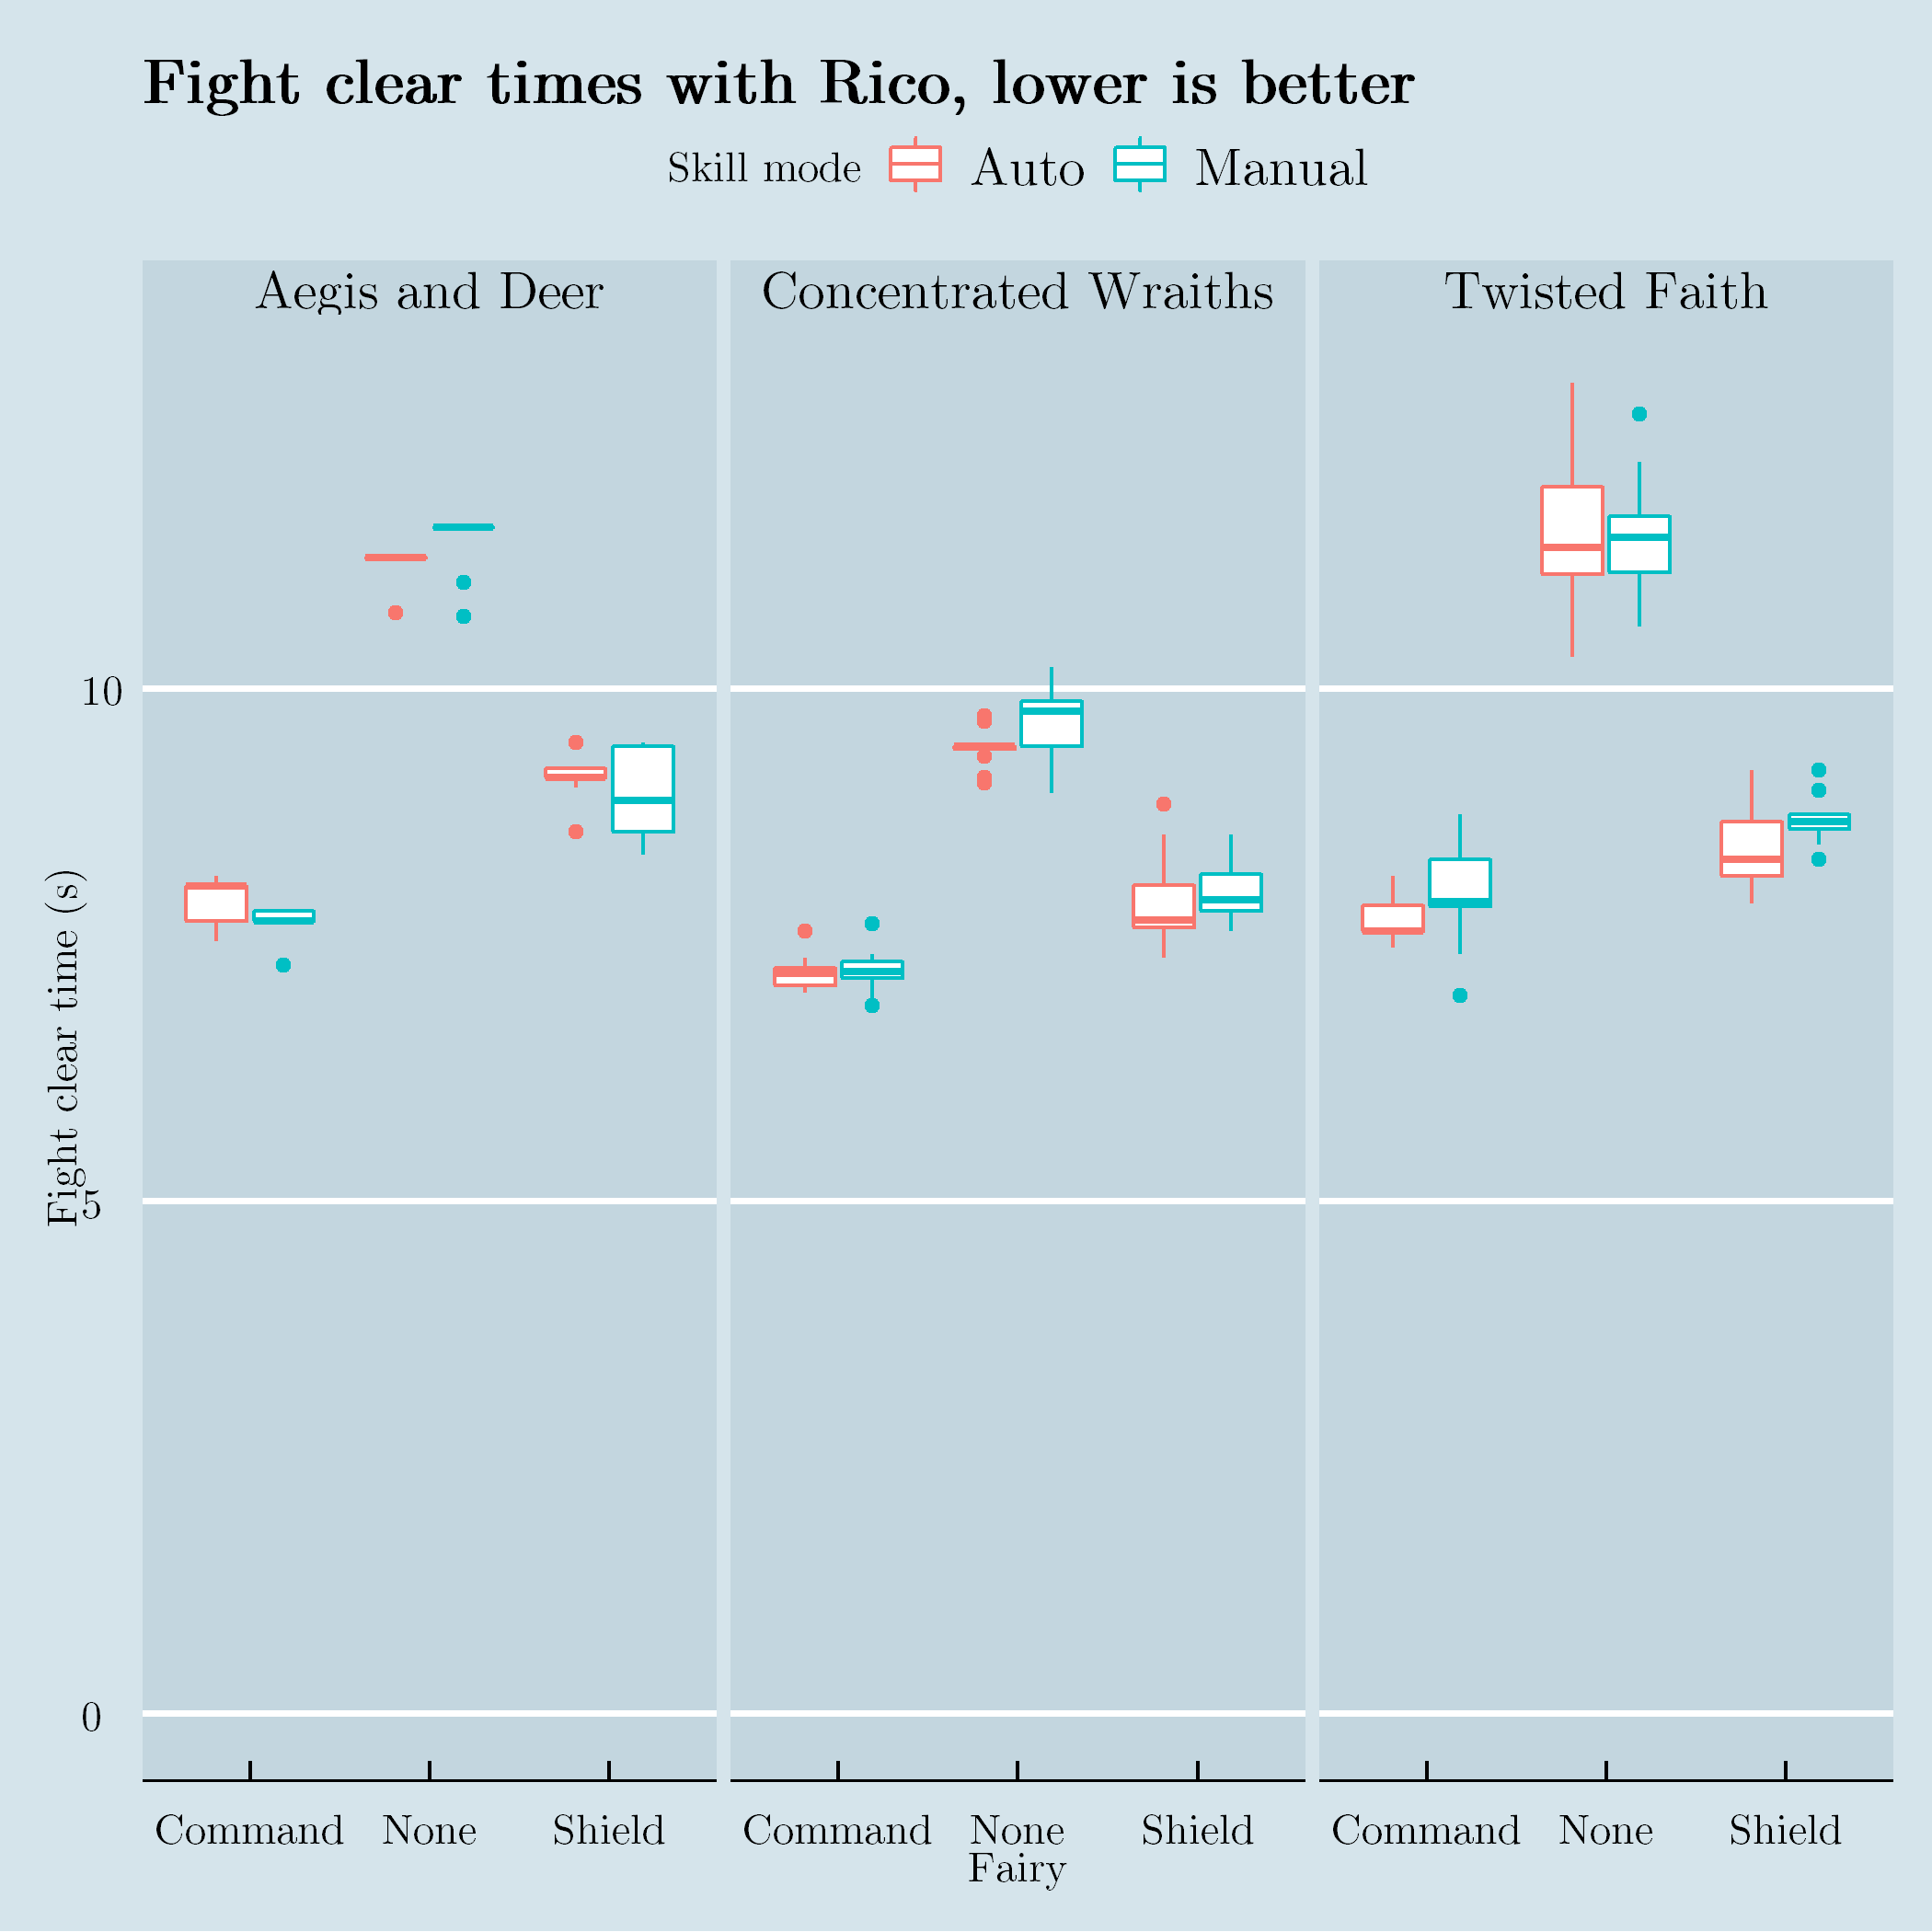 Fight clear times with Rico, lower is better
Skill mode Auto Manual
Aegis and Deer Concentrated Wraiths Twisted Faith
10
5
0
Fight clear time (s)
Command None Shield Command None Shield Command None Shield
Fairy